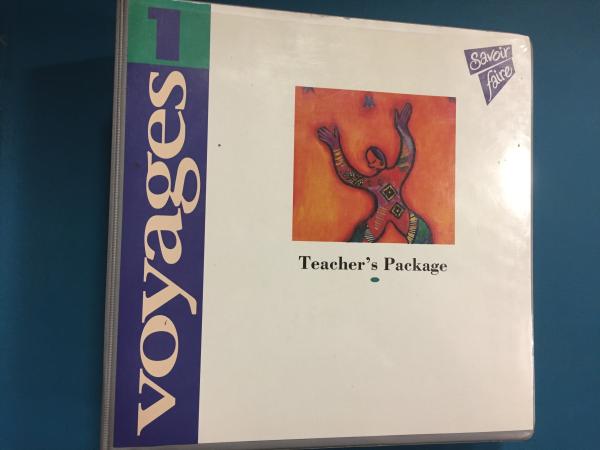 voyages 1
Savoir
faire
Teacher's Package